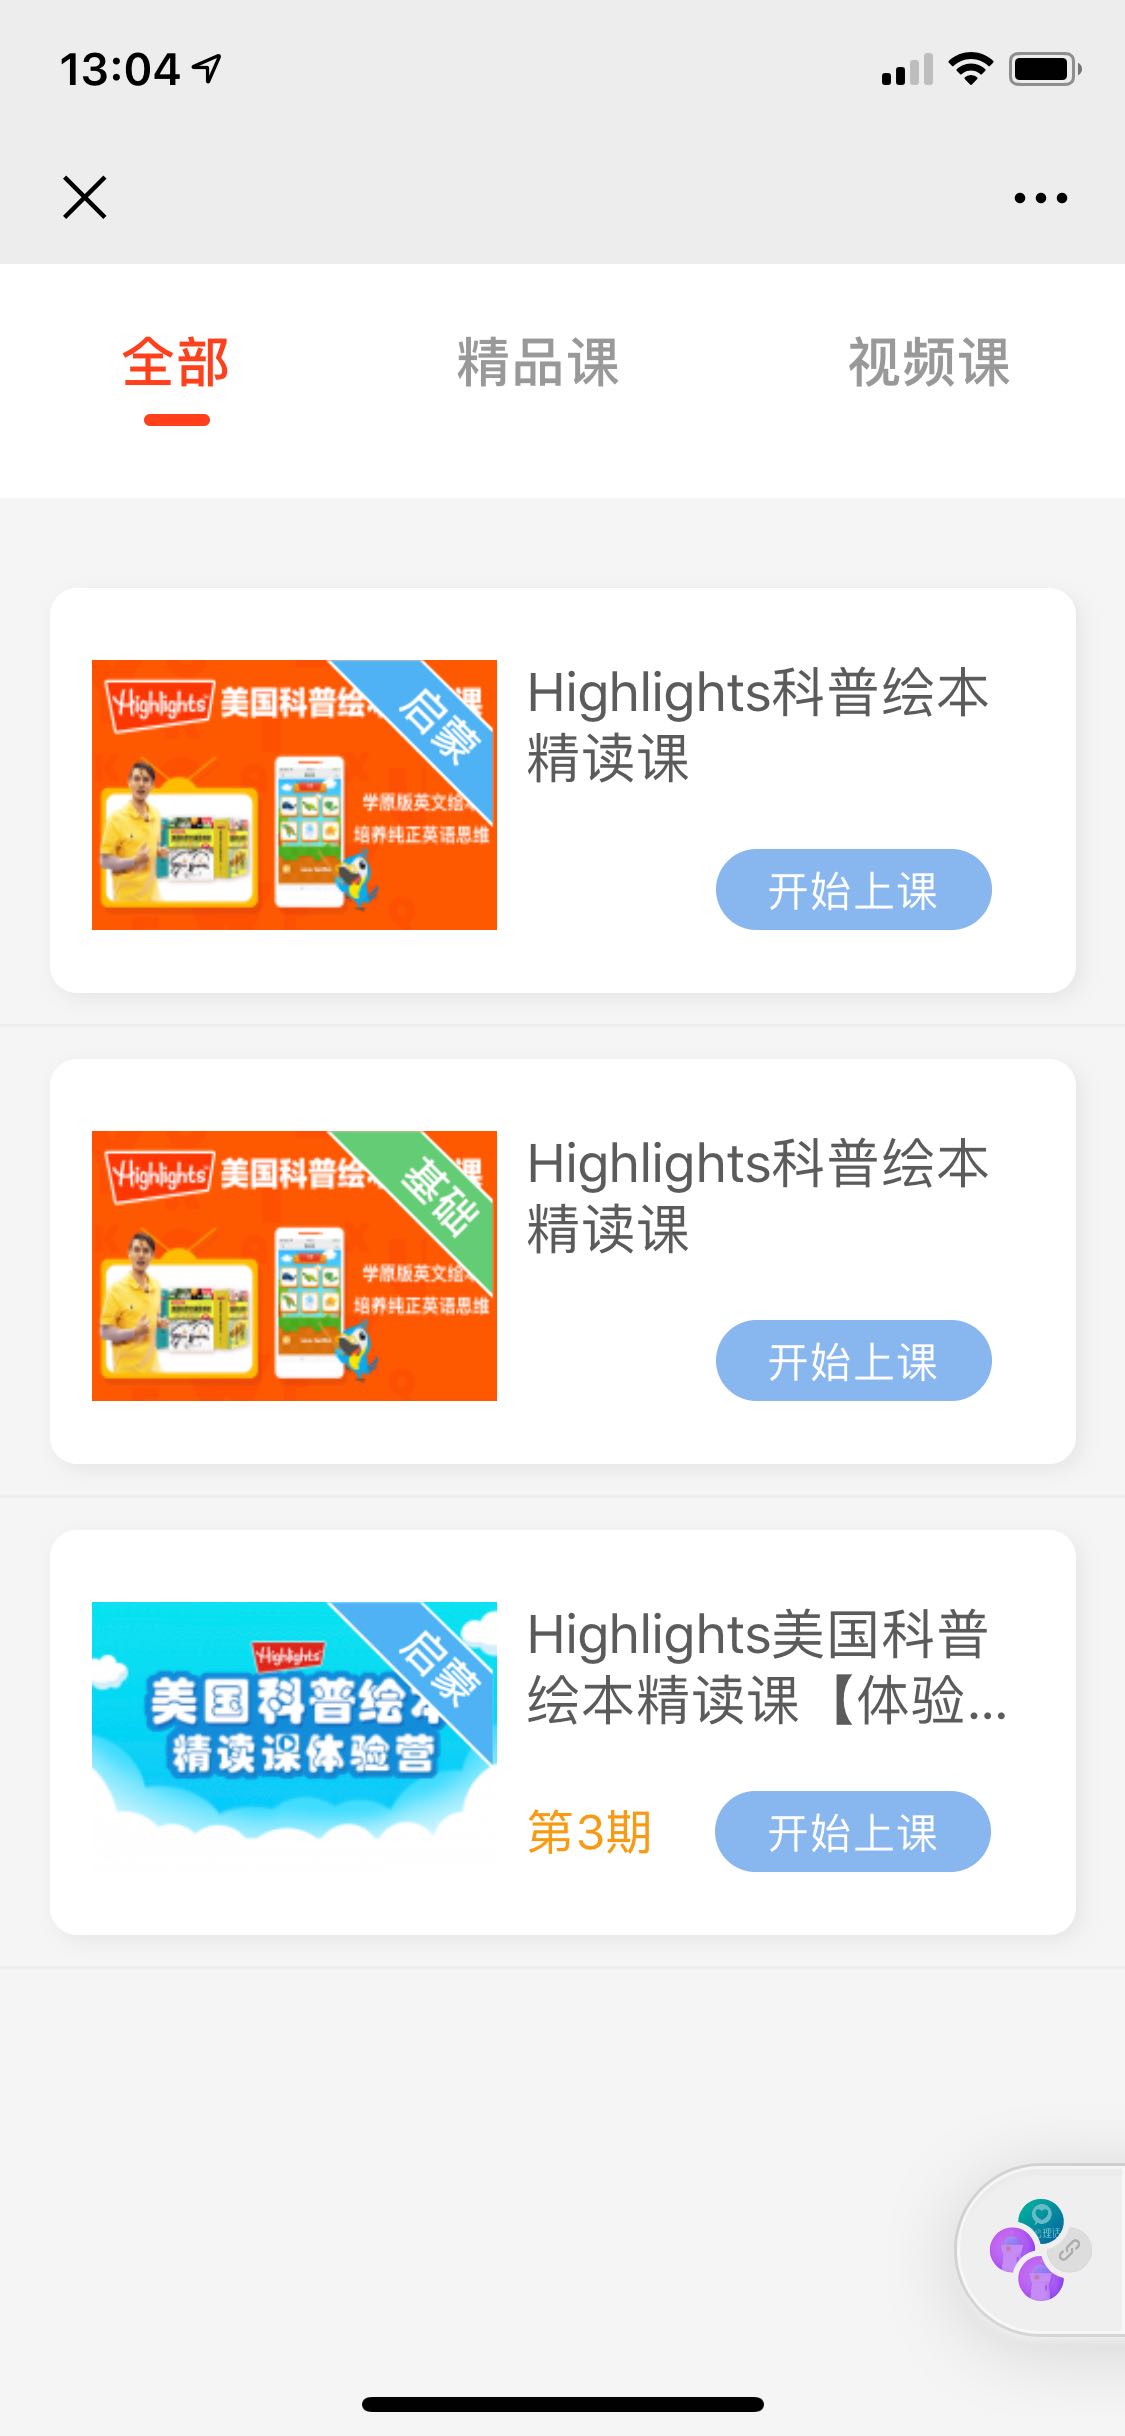 13:04
全部 精品课 视频课
Highlights 美国科普绘 课
启蒙
学原版英文绘本
培养纯正英语思维
Highlights科普绘本
精读课
开始上课
Highlights 美国科普绘 课
基础
学原版英文绘本
培养纯正英语思维
Highlights科普绘本
精读课
开始上课
Highlights
启蒙
美国科普绘本
精读课体验营
Highlights美国科普
绘本精读课【体验...
第3期
开始上课